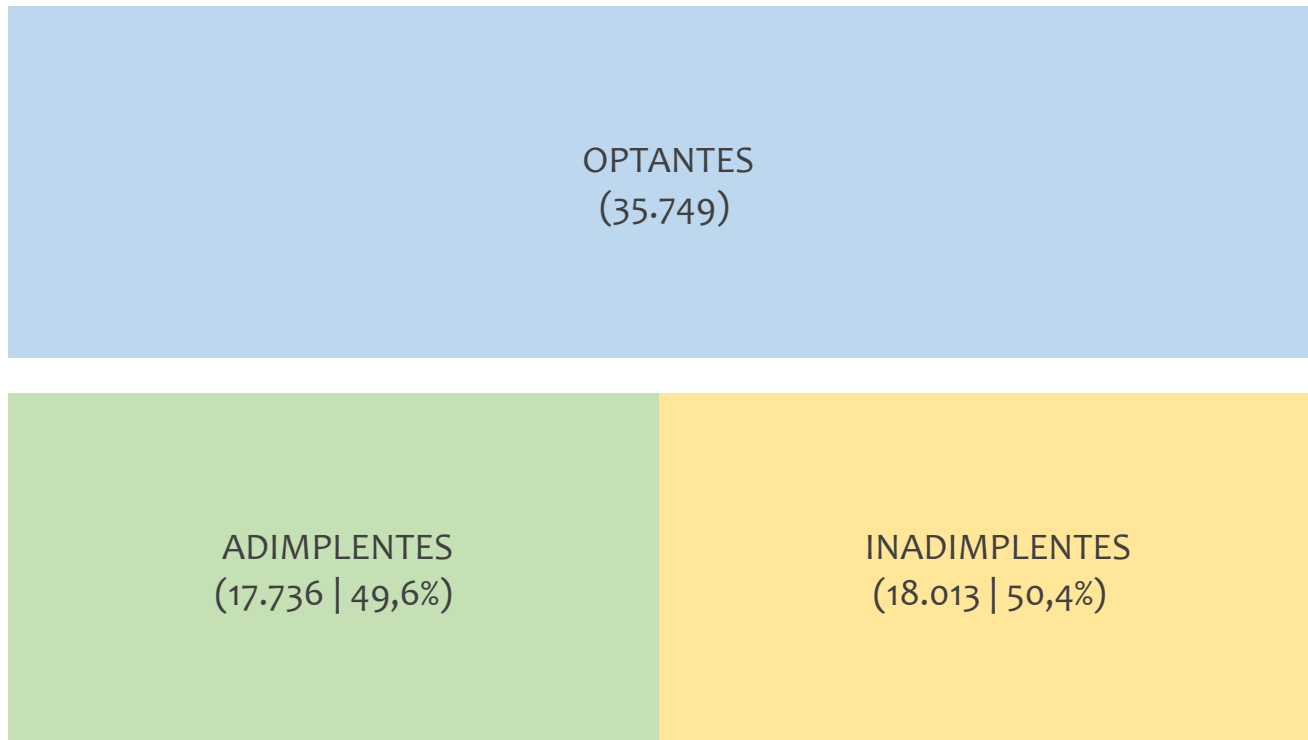 OPTANTES
(35.749)
ADIMPLENTES
(17.736 | 49,6%)
INADIMPLENTES
(18.013 | 50,4%)